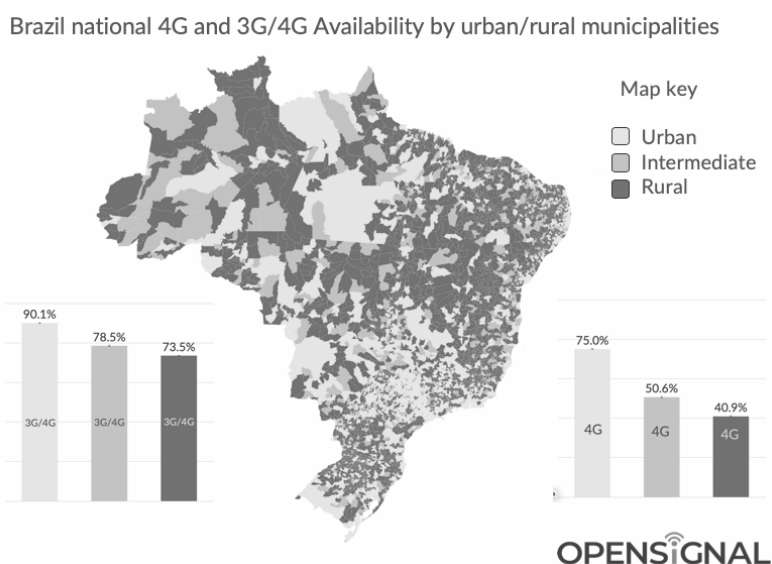 Brazil national 4G and 3G/4G Availability by urban/rural municipalities
Map key
Urban
Intermediate
Rural
90.1%
78.5%
73.5%
3G/4G
3G/4G
3G/4G
75.0%
50.6%
40.9%
4G
4G
4G
OPENSIGNAL